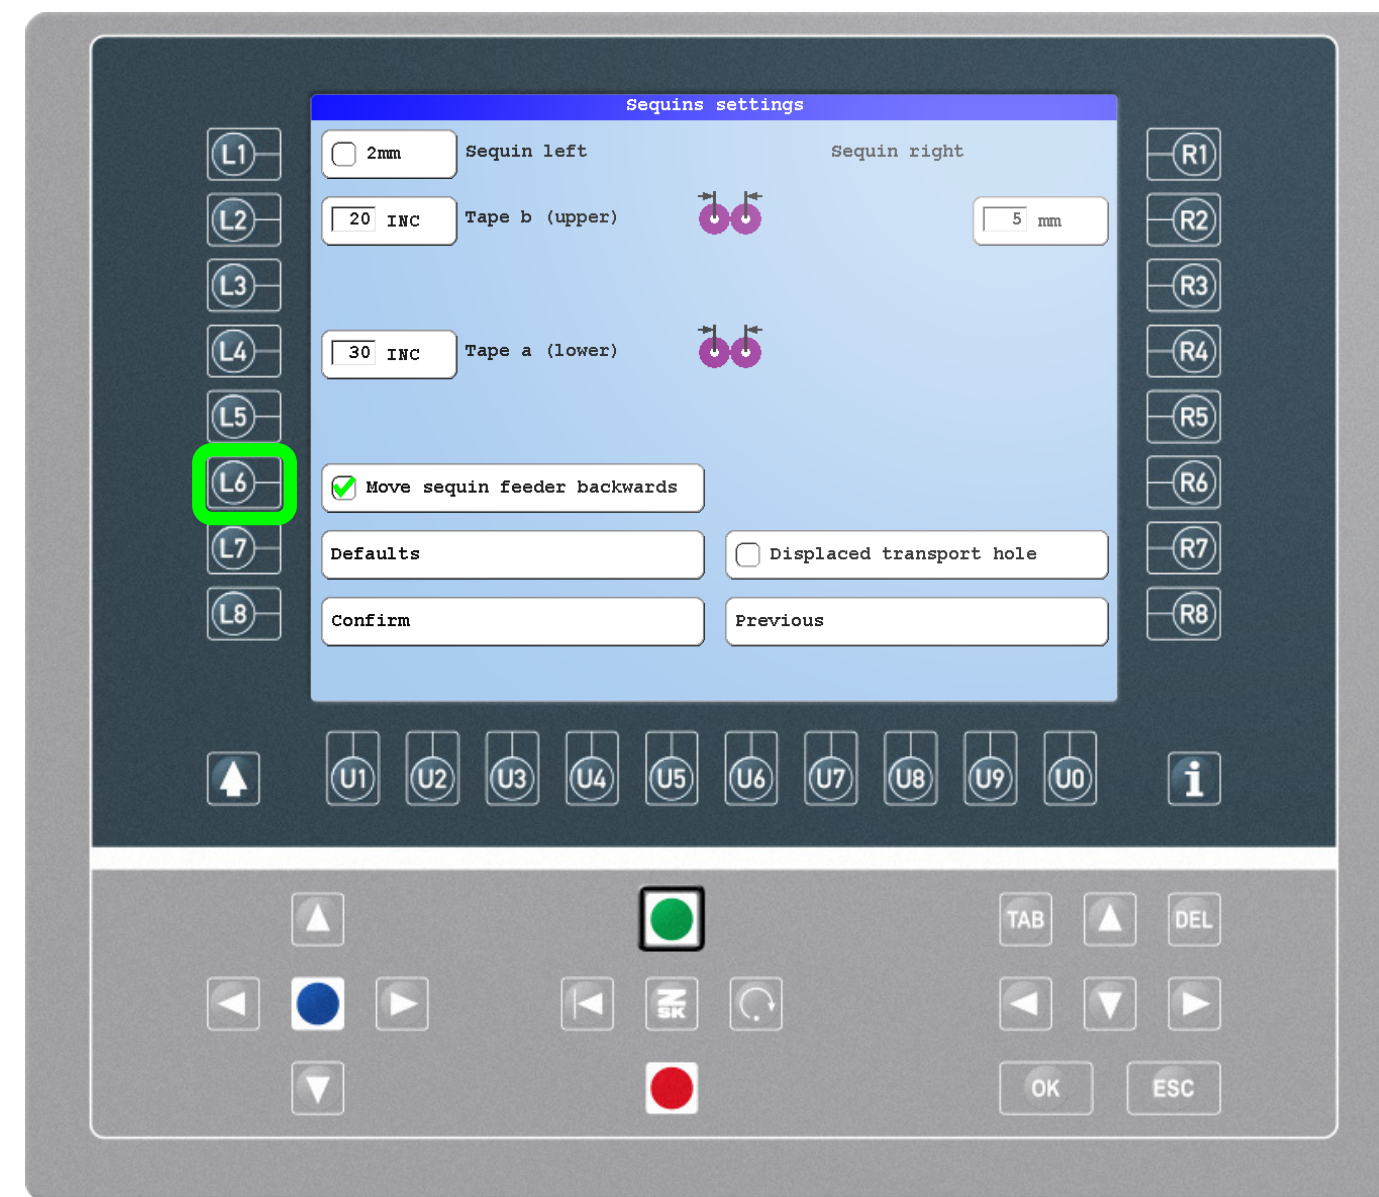 Sequins settings
L1 2mm Sequin left Sequin right R1
L2 20 INC Tape b (upper) 5 mm R2
L3 R3
L4 30 INC Tape a (lower) R4
L5 R5
L6 Move sequin feeder backwards R6
L7 Defaults Displaced transport hole R7
L8 Confirm Previous R8
U1 U2 U3 U4 U5 U6 U7 U8 U9 U0 i
TAB DEL
ZSK
OK ESC